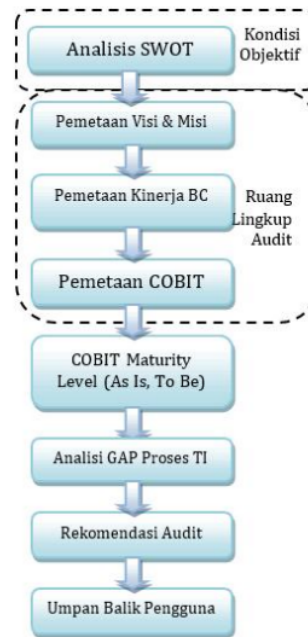 Analisis SWOT
Kondisi
Objektif
Pemetaan Visi & Misi
Pemetaan Kinerja BC
Ruang
Lingkup
Audit
Pemetaan COBIT
COBIT Maturity
Level (As Is, To Be)
Analisi GAP Proses TI
Rekomendasi Audit
Umpan Balik Pengguna